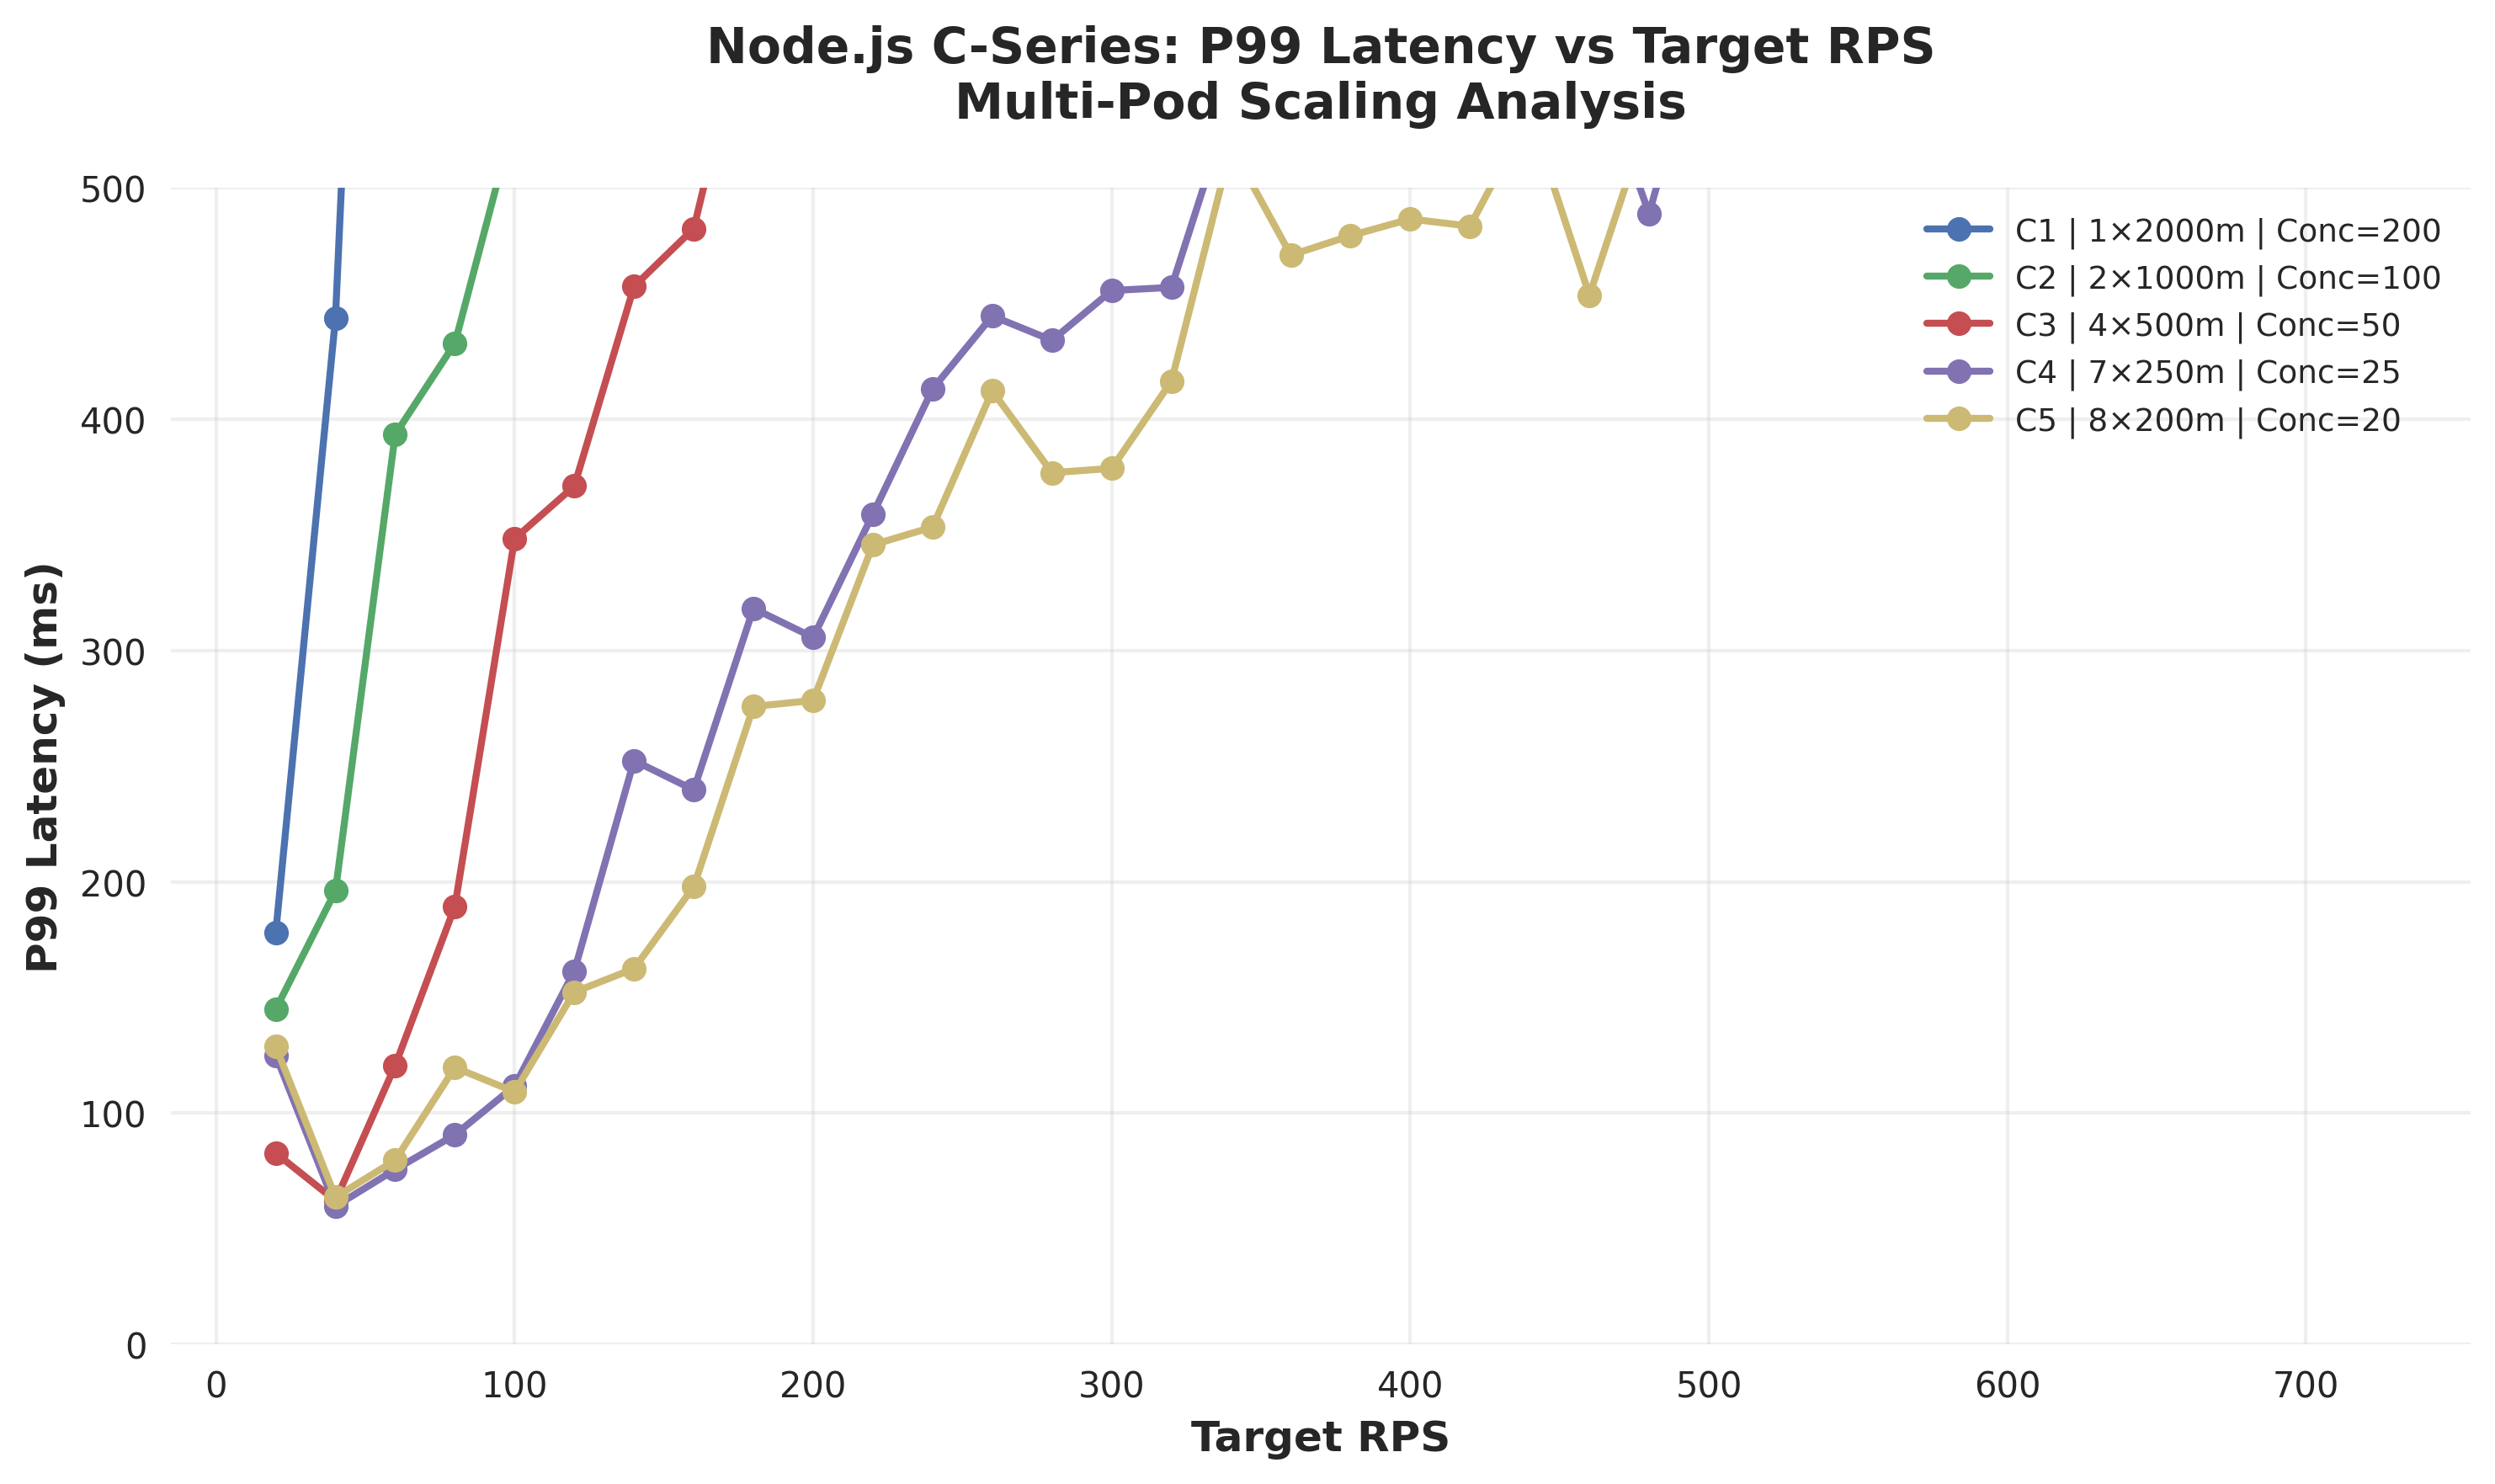 Node.js C-Series: P99 Latency vs Target RPS
Multi-Pod Scaling Analysis
P99 Latency (ms)
500
400
300
200
100
0
C1 | 1×2000m | Conc=200
C2 | 2×1000m | Conc=100
C3 | 4×500m | Conc=50
C4 | 7×250m | Conc=25
C5 | 8×200m | Conc=20
0 100 200 300 400 500 600 700
Target RPS